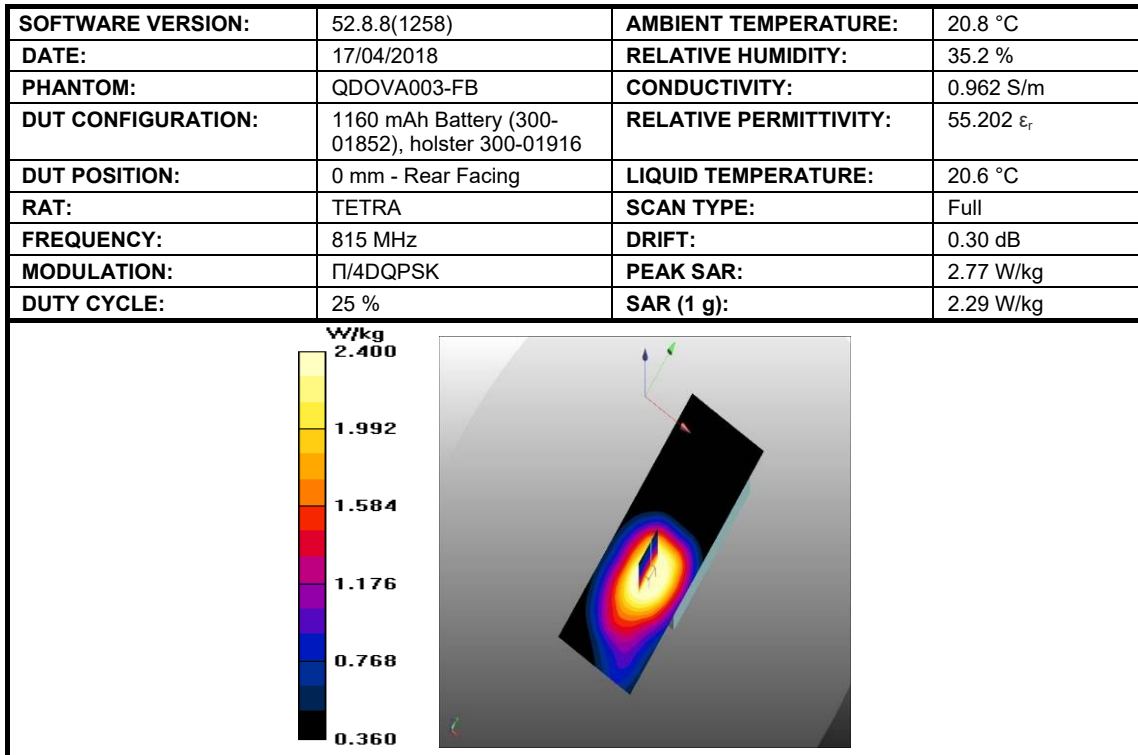 SOFTWARE VERSION: 52.8.8(1258) AMBIENT TEMPERATURE: 20.8 °C
DATE: 17/04/2018 RELATIVE HUMIDITY: 35.2 %
PHANTOM: QDOVA003-FB CONDUCTIVITY: 0.962 S/m
DUT CONFIGURATION: 1160 mAh Battery (300- RELATIVE PERMITTIVITY: 55.202 εr
01852), holster 300-01916
DUT POSITION: 0 mm - Rear Facing LIQUID TEMPERATURE: 20.6 °C
RAT: TETRA SCAN TYPE: Full
FREQUENCY: 815 MHz DRIFT: 0.30 dB
MODULATION: Π/4DQPSK PEAK SAR: 2.77 W/kg
DUTY CYCLE: 25 % SAR (1 g): 2.29 W/kg
W/kg
2.400
1.992
1.584
1.176
0.768
0.360